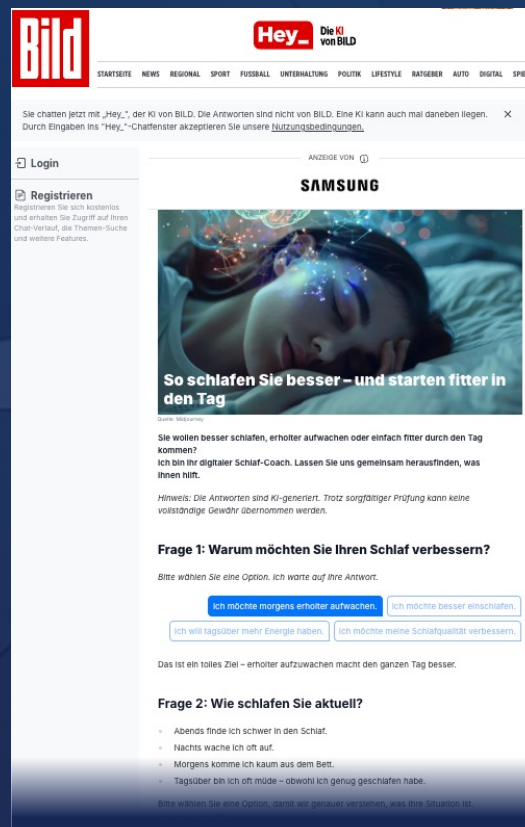 Bild
Hey_ Die KI
von BILD
STARTSEITE NEWS REGIONAL SPORT FUSSBALL UNTERHALTUNG POLITIK LIFESTYLE RATGEBER AUTO DIGITAL
Sie chatten jetzt mit „Hey_“, der KI von BILD. Die Antworten sind nicht von BILD. Eine KI kann auch mal daneben liegen.
Durch Eingaben ins "Hey_"-Chatfenster akzeptieren Sie unsere Nutzungsbedingungen.
Login
Registrieren
Registrieren Sie sich kostenlos
und erhalten Sie Zugriff auf Ihren
Chat-Verlauf, die Themen-Suche
und weitere Features.
ANZEIGE VON
SAMSUNG
So schlafen Sie besser – und starten fitter in
den Tag
Quelle: Midjourney
Sie wollen besser schlafen, erholter aufwachen oder einfach fitter durch den Tag
kommen?
Ich bin Ihr digitaler Schlaf-Coach. Lassen Sie uns gemeinsam herausfinden, was
Ihnen hilft.
Hinweis: Die Antworten sind KI-generiert. Trotz sorgfältiger Prüfung kann keine
vollständige Gewähr übernommen werden.
Frage 1: Warum möchten Sie Ihren Schlaf verbessern?
Bitte wählen Sie eine Option. Ich warte auf Ihre Antwort.
Ich möchte morgens erholter aufwachen. Ich möchte besser einschlafen.
Ich will tagsüber mehr Energie haben. Ich möchte meine Schlafqualität verbessern.
Das ist ein tolles Ziel – erholter aufzuwachen macht den ganzen Tag besser.
Frage 2: Wie schlafen Sie aktuell?
Abends finde ich schwer in den Schlaf.
Nachts wache ich oft auf.
Morgens komme ich kaum aus dem Bett.
Tagsüber bin ich oft müde – obwohl ich genug geschlafen habe.
Bitte wählen Sie eine Option, damit wir genauer verstehen, was Ihre Situation ist.